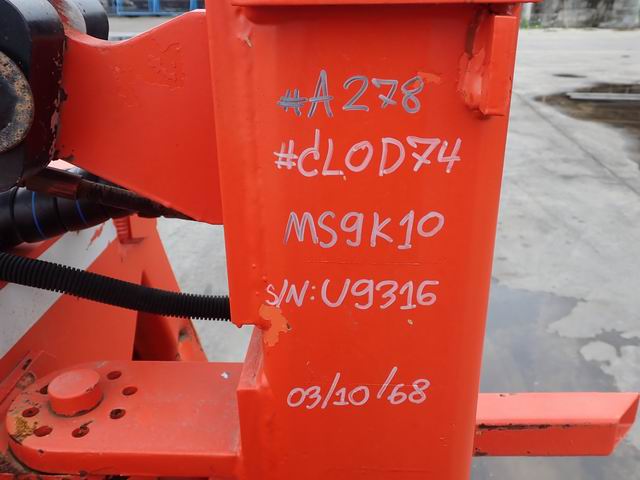 #A278
#CLOD74
MS9K10
S/N: U9316
03/10/68